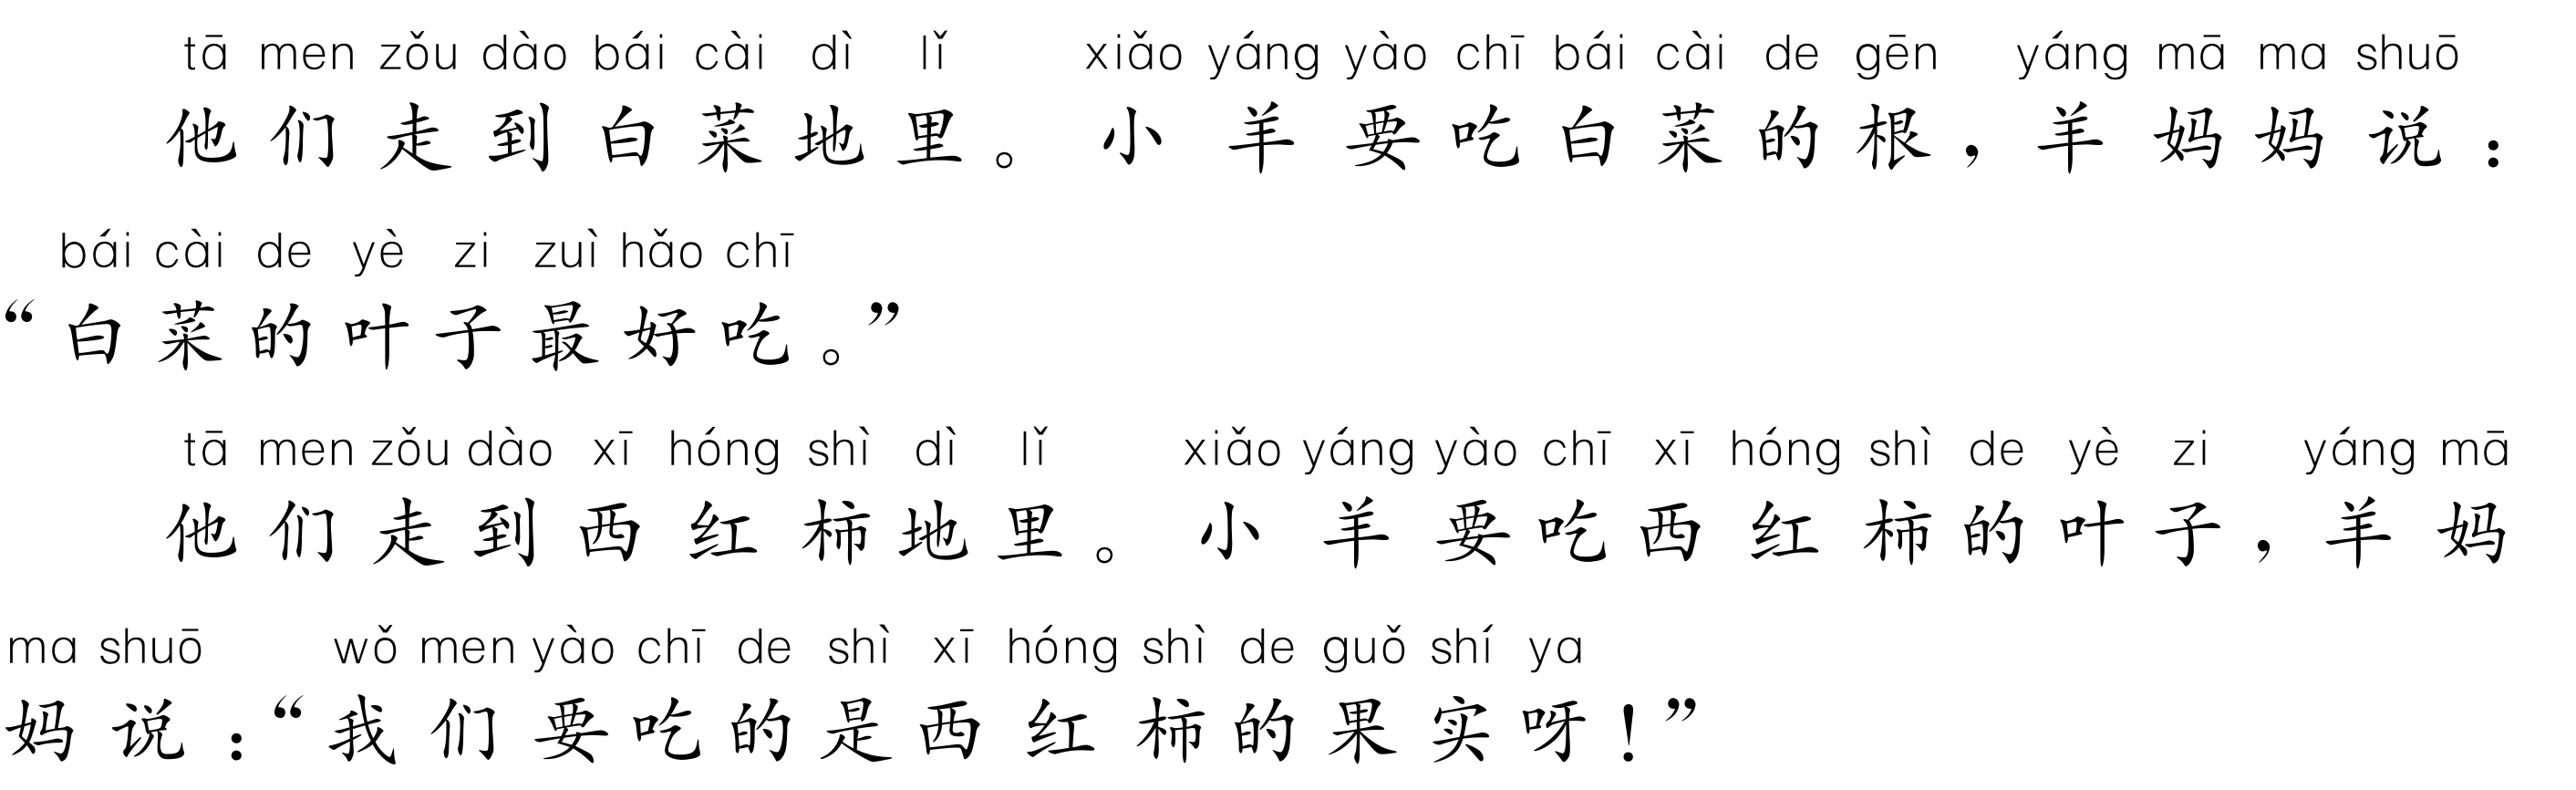 tā men zǒu dào bái cài dì lǐ xiǎo yáng yào chī bái cài de gēn yáng mā ma shuō
他们走到白菜地里。小羊要吃白菜的根，羊妈妈说：
bái cài de yè zi zuì hǎo chī
“白菜的叶子最好吃。”
tā men zǒu dào xī hóng shì dì lǐ xiǎo yáng yào chī xī hóng shì de yè zi yáng mā
他们走到西红柿地里。小羊要吃西红柿的叶子，羊妈
ma shuō wǒ men yào chī de shì xī hóng shì de guǒ shí ya
妈说：“我们要吃的是西红柿的果实呀！”